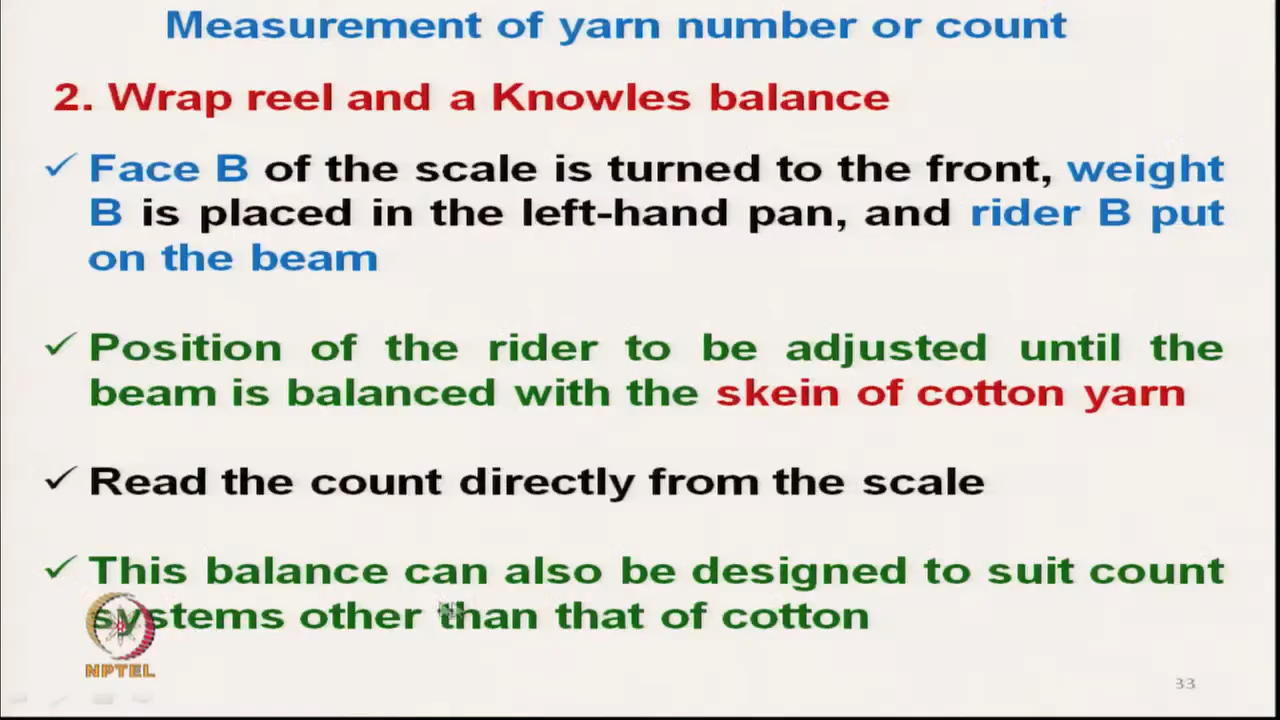 Measurement of yarn number or count
2. Wrap reel and a Knowles balance
✓ Face B of the scale is turned to the front, weight
B is placed in the left-hand pan, and rider B put
on the beam
✓ Position of the rider to be adjusted until the
beam is balanced with the skein of cotton yarn
✓ Read the count directly from the scale
✓ This balance can also be designed to suit count
systems other than that of cotton
NPTEL
33